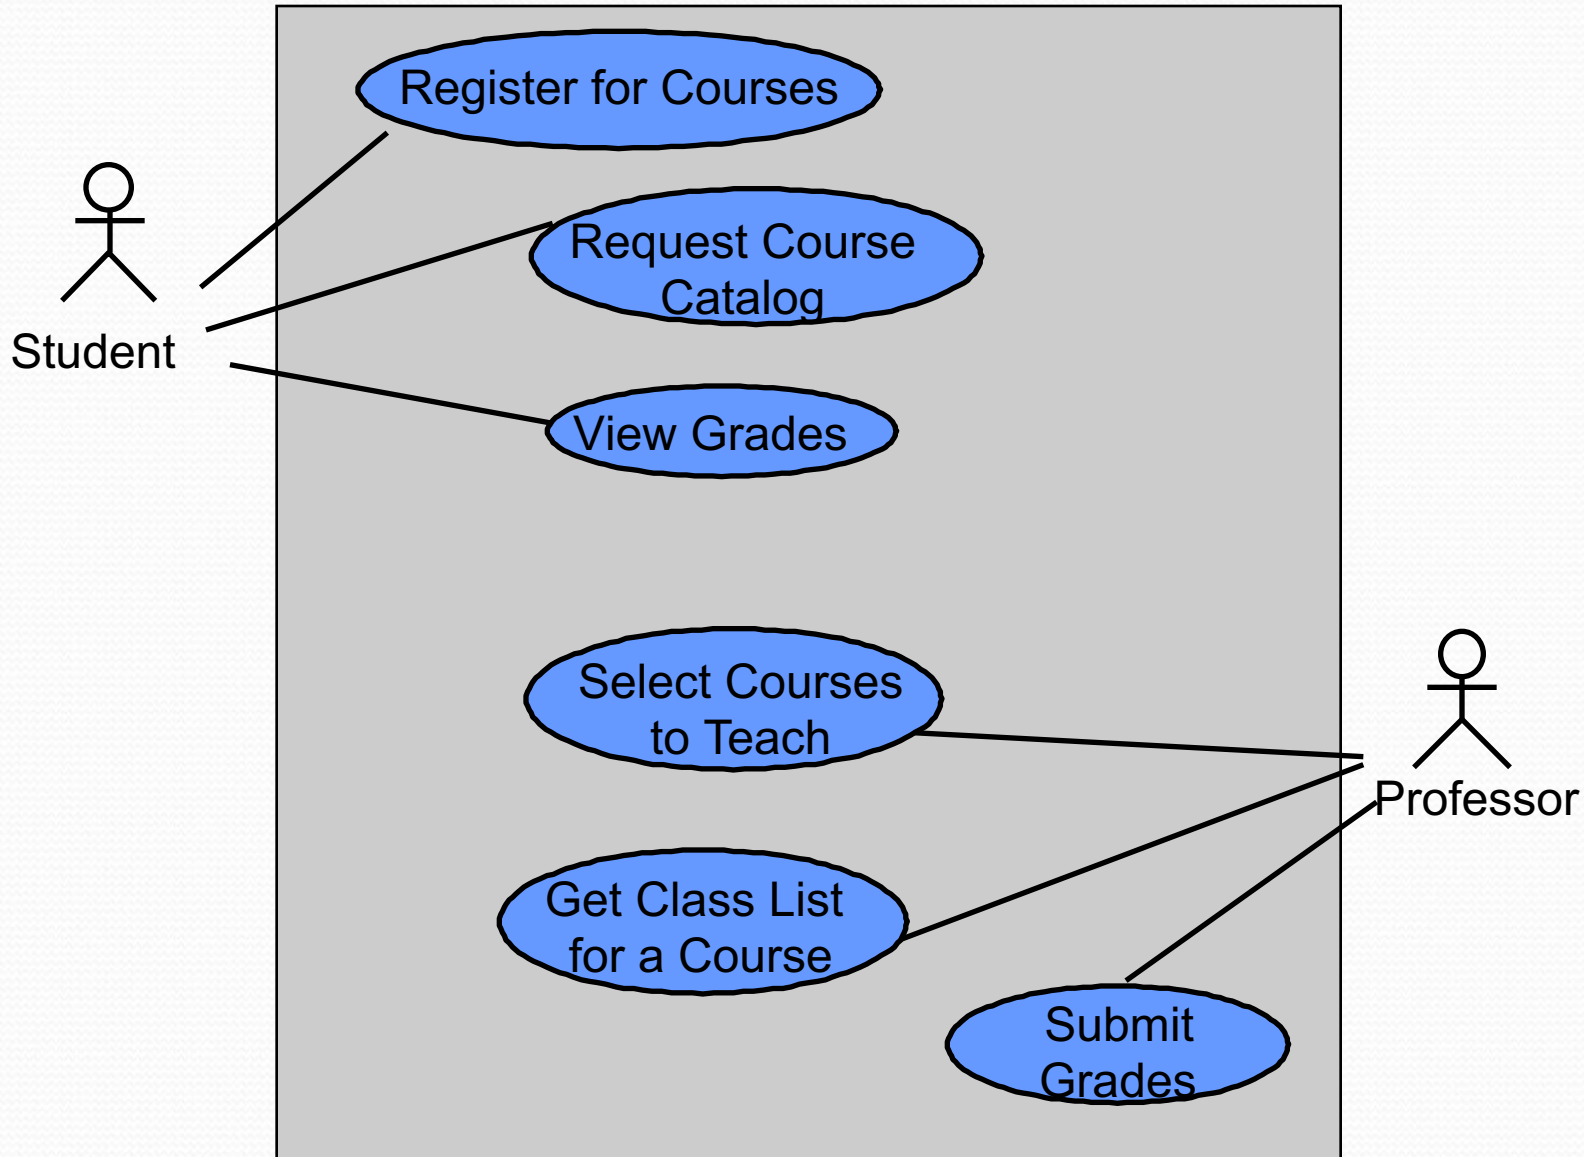 Register for Courses
Request Course
Catalog
Student
View Grades
Select Courses
to Teach
Professor
Get Class List
for a Course
Submit
Grades